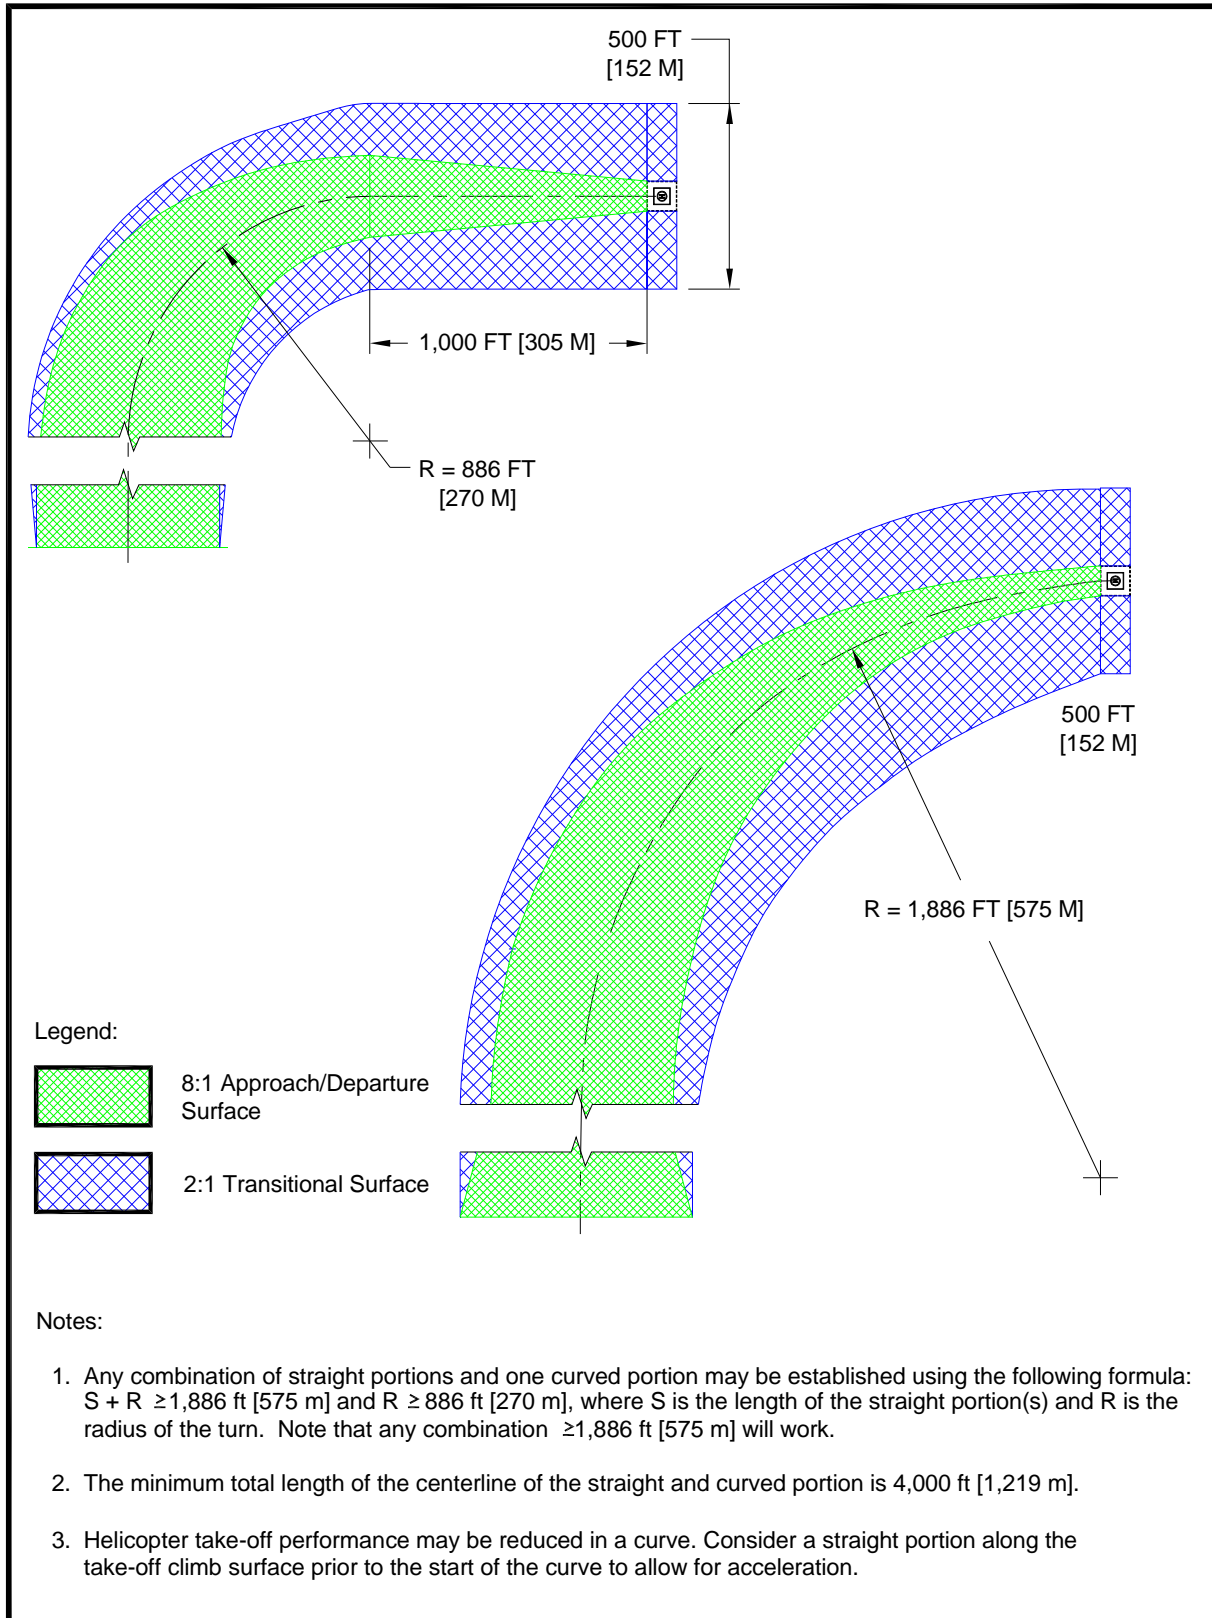 500 FT
[152 M]
1,000 FT [305 M]
R = 886 FT
[270 M]
500 FT
[152 M]
R = 1,886 FT [575 M]
Legend:
8:1 Approach/Departure
Surface
2:1 Transitional Surface
Notes:
1. Any combination of straight portions and one curved portion may be established using the following formula:
S + R ≥1,886 ft [575 m] and R ≥ 886 ft [270 m], where S is the length of the straight portion(s) and R is the
radius of the turn. Note that any combination ≥1,886 ft [575 m] will work.
2. The minimum total length of the centerline of the straight and curved portion is 4,000 ft [1,219 m].
3. Helicopter take-off performance may be reduced in a curve. Consider a straight portion along the
take-off climb surface prior to the start of the curve to allow for acceleration.